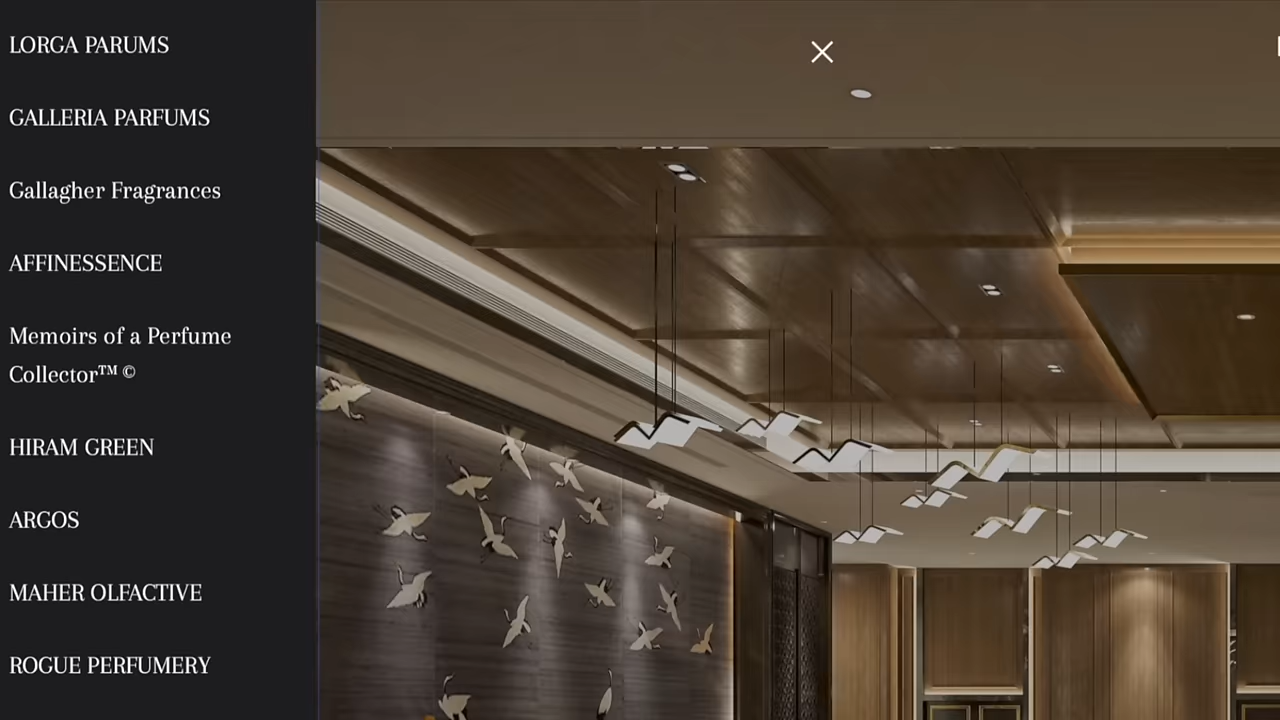 LORGA PARUMS
GALLERIA PARFUMS
Gallagher Fragrances
AFFINESSENCE
Memoirs of a Perfume
Collector™ ©
HIRAM GREEN
ARGOS
MAHER OLFACTIVE
ROGUE PERFUMERY